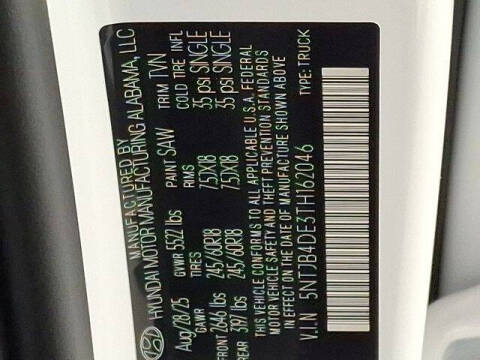 MANUFACTURED BY
HYUNDAI MOTOR MANUFACTURING ALABAMA, LLC
Aug/28/25 GVWR 5522 lbs PAINT SAW TRIM TVN
GAWR TIRES RIMS COLD TIRE INFL
FRONT 2646 lbs 245/60R18 7.5JX18 35 psi SINGLE
REAR 3197 lbs 245/60R18 7.5JX18 35 psi SINGLE
THIS VEHICLE CONFORMS TO ALL APPLICABLE U.S.A. FEDERAL
MOTOR VEHICLE SAFETY AND THEFT PREVENTION STANDARDS
IN EFFECT ON THE DATE OF MANUFACTURE SHOWN ABOVE
V.I.N 5NTJB4DE3TH162046 TYPE: TRUCK